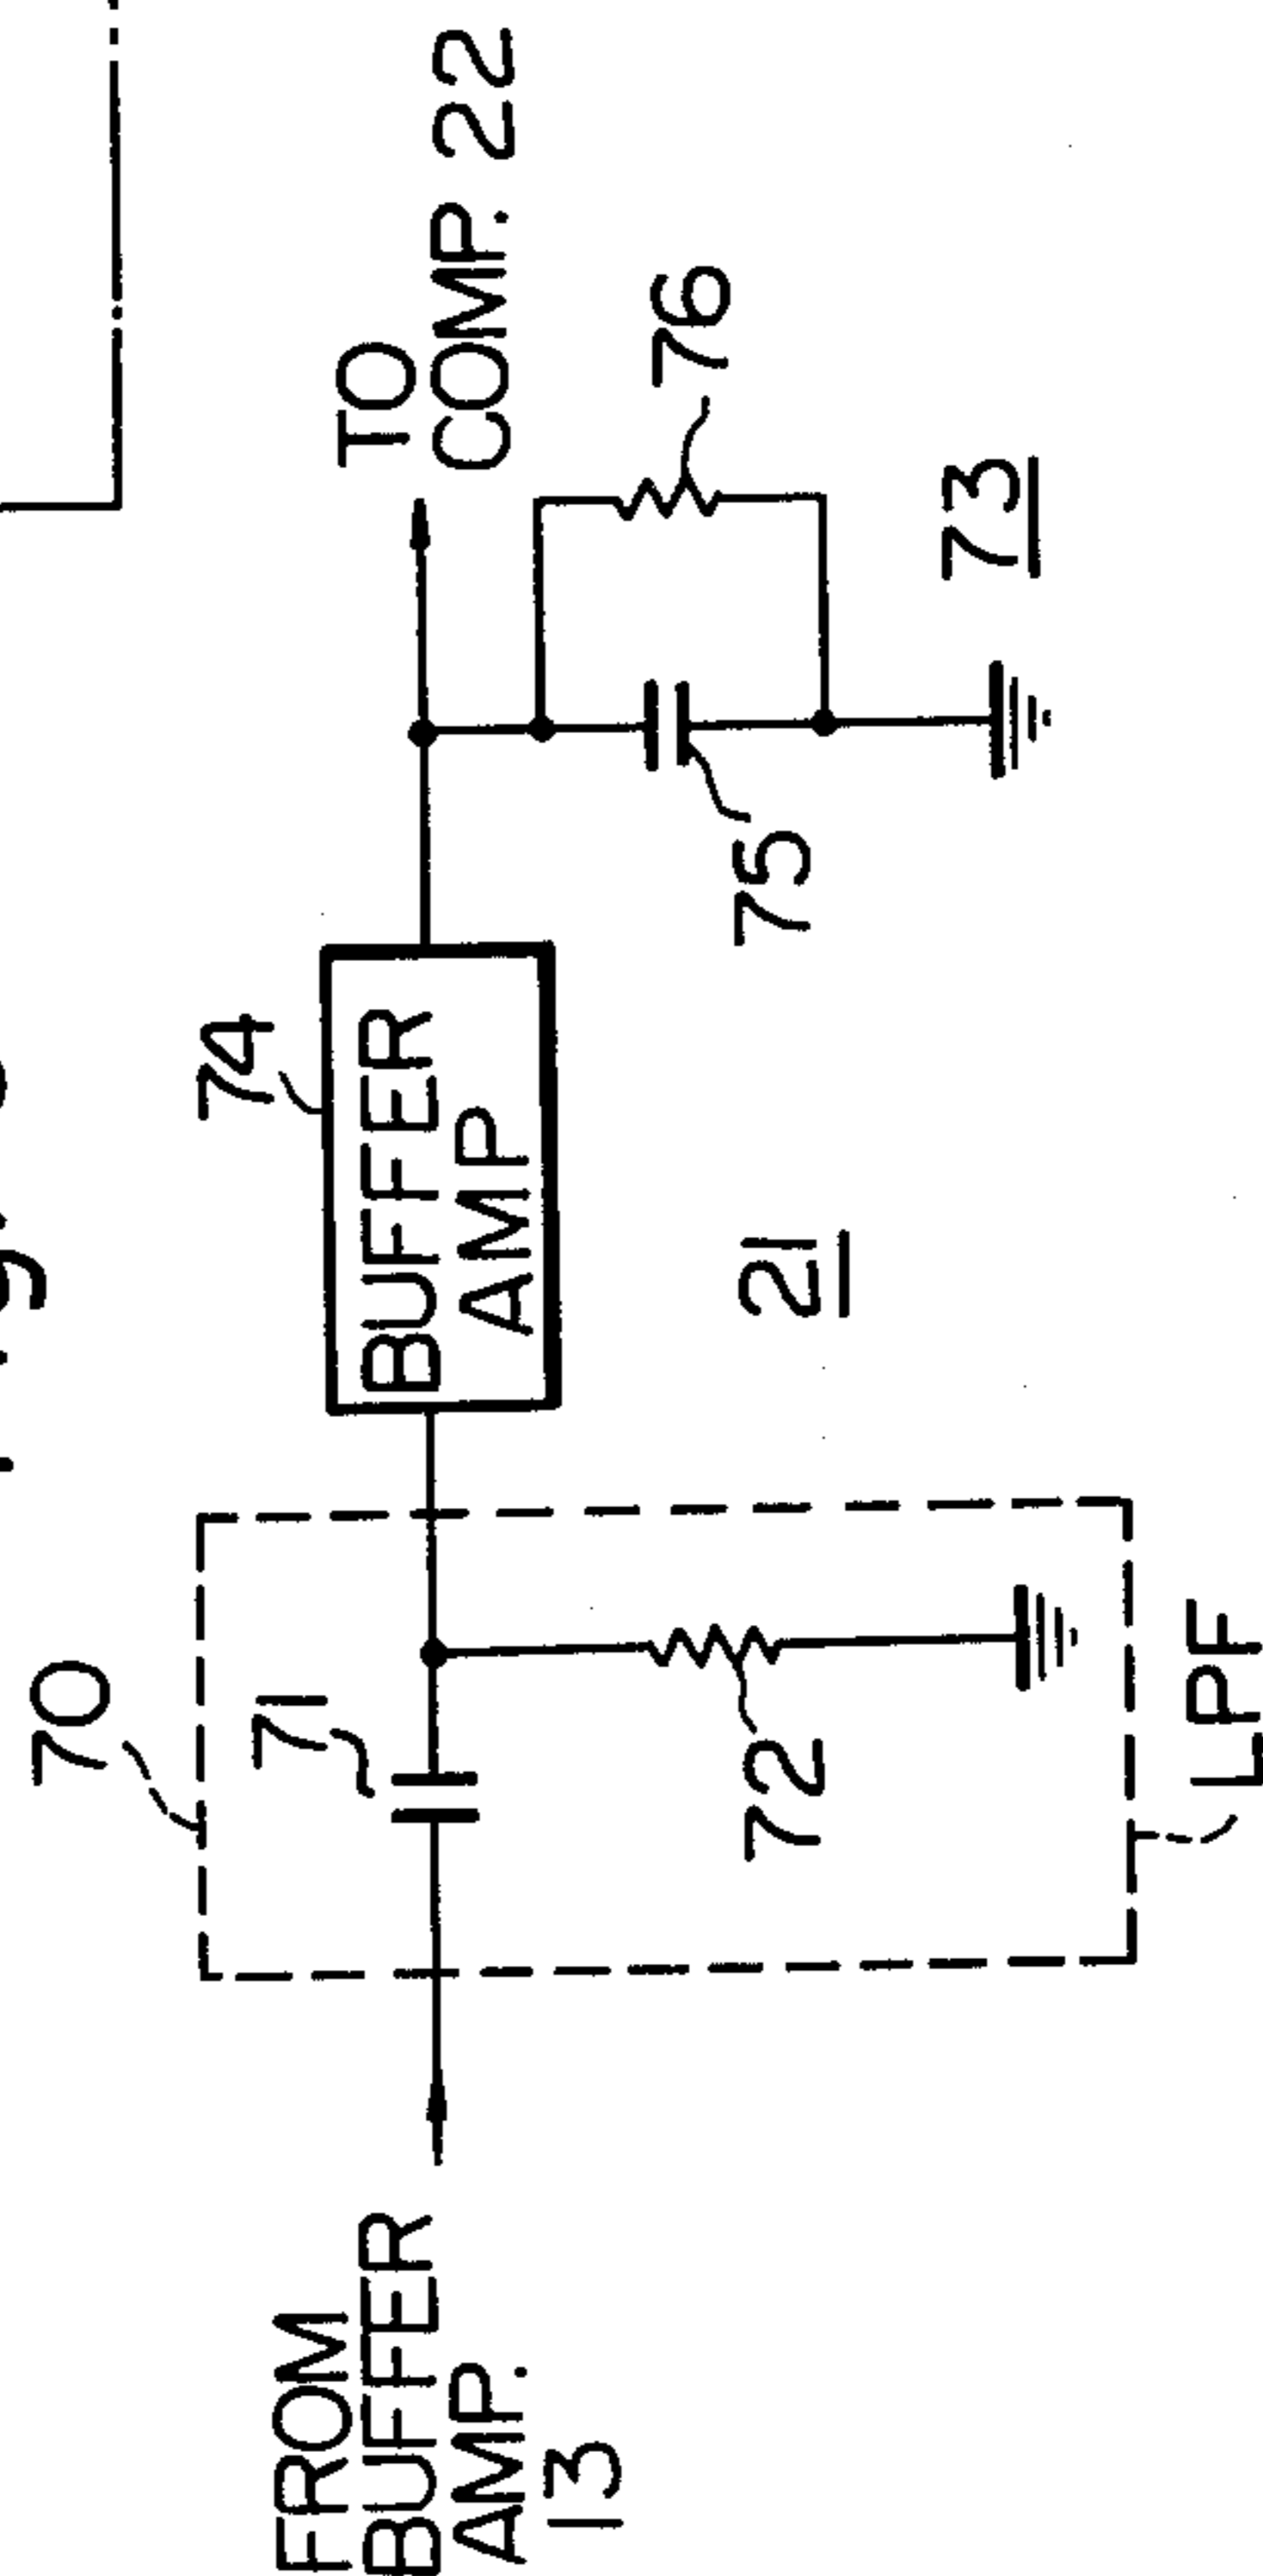 70
71
72
LPF
FROM
BUFFER
AMP.
13
74
BUFFER
AMP
21
TO
COMP. 22
75
76
73